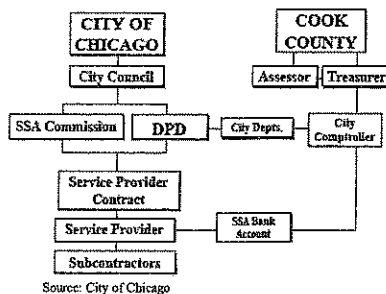 CITY OF
CHICAGO
COOK
COUNTY
City Council
Assessor
Treasurer
SSA Commission
DPD
City Depts.
City
Comptroller
Service Provider
Contract
Service Provider
SSA Bank
Account
Subcontractors
Source: City of Chicago